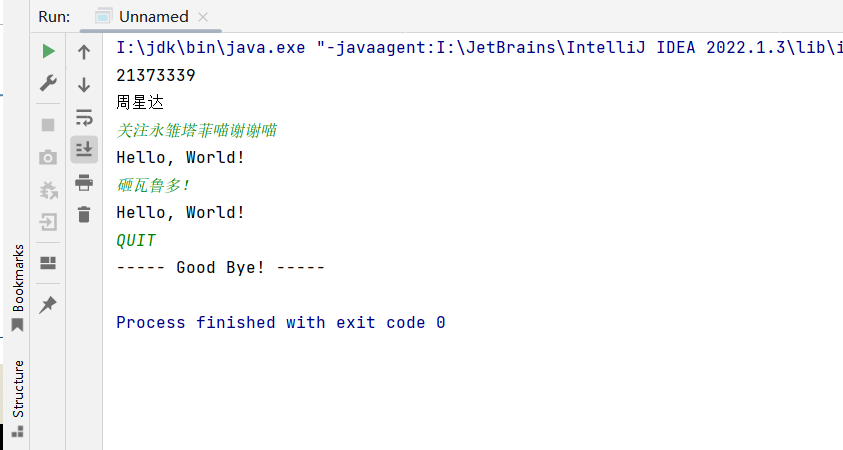 Run: Unnamed
I:\jdk\bin\java.exe "-javaagent:I:\JetBrains\IntelliJ IDEA 2022.1.3\lib\i
21373339
周星达
关注永雏塔菲喵谢谢喵
Hello, World!
砸瓦鲁多!
Hello, World!
QUIT
----- Good Bye! -----
Process finished with exit code 0
Bookmarks
Structure